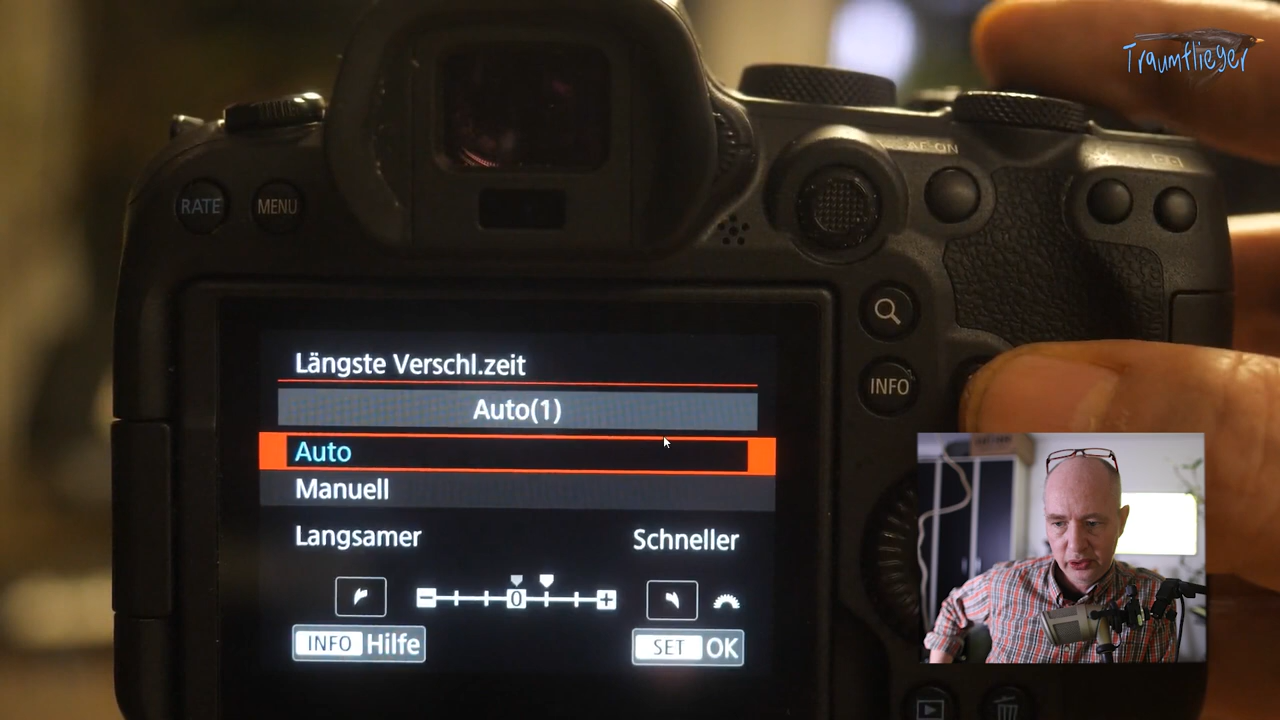 Traumflieger
AF-ON
RATE
MENU
INFO
Längste Verschl.zeit
Auto(1)
Auto
Manuell
Langsamer
Schneller
0
INFO Hilfe
SET OK